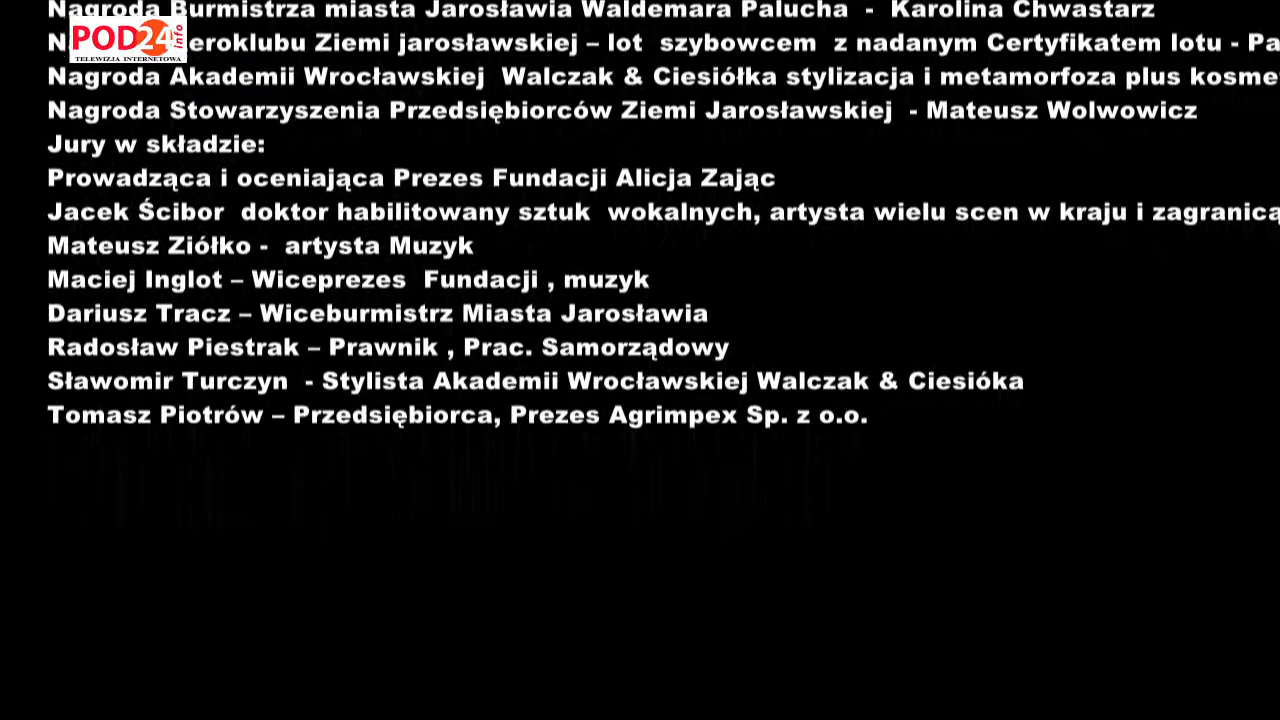 Nagroda Burmistrza miasta Jarosławia Waldemara Palucha - Karolina Chwastarz
POD24 info
TELEWIZJA INTERNETOWA
Ziemi jarosławskiej – lot szybowcem z nadanym Certyfikatem lotu -
Nagroda Akademii Wrocławskiej Walczak & Ciesiółka stylizacja i metamorfoza plus
Nagroda Stowarzyszenia Przedsiębiorców Ziemi Jarosławskiej - Mateusz Wolwowicz
Jury w składzie:
Prowadząca i oceniająca Prezes Fundacji Alicja Zając
Jacek Ścibor doktor habilitowany sztuk wokalnych, artysta wielu scen w kraju i zagranicą
Mateusz Ziółko - artysta Muzyk
Maciej Inglot – Wiceprezes Fundacji , muzyk
Dariusz Tracz – Wiceburmistrz Miasta Jarosławia
Radosław Piestrak – Prawnik , Prac. Samorządowy
Sławomir Turczyn - Stylista Akademii Wrocławskiej Walczak & Ciesióka
Tomasz Piotrów – Przedsiębiorca, Prezes Agrimpex Sp. z o.o.